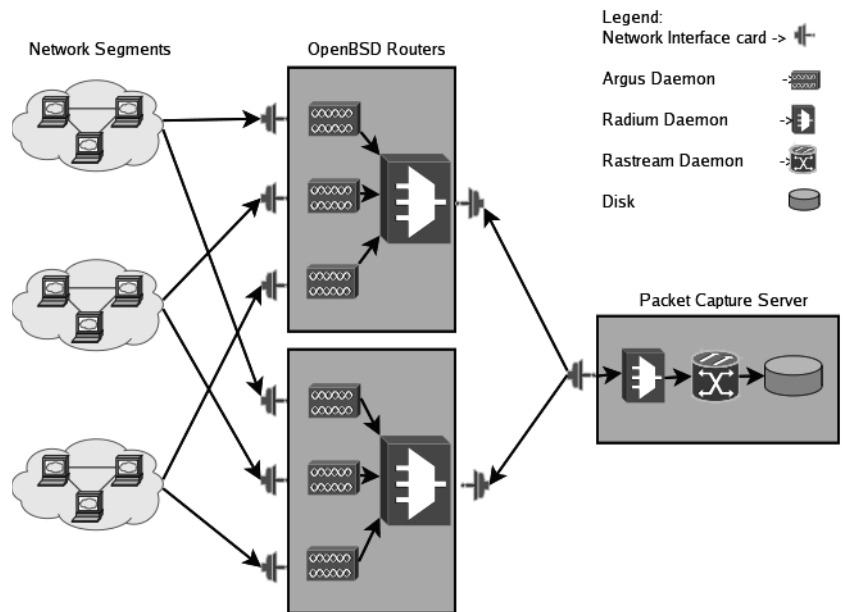 Network Segments
OpenBSD Routers
Legend:
Network Interface card ->
Argus Daemon ->
Radium Daemon ->
Rastream Daemon ->
Disk
Packet Capture Server